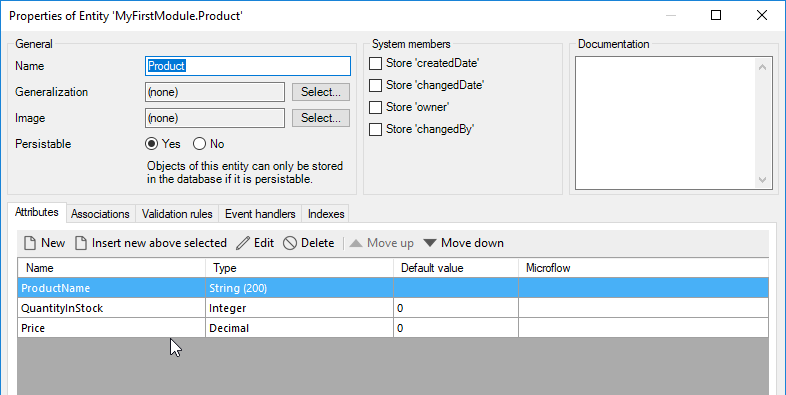 Properties of Entity 'MyFirstModule.Product'
General
Name Product
Generalization (none) Select...
Image (none) Select...
Persistable Yes No
Objects of this entity can only be stored
in the database if it is persistable.
System members
Store 'createdDate'
Store 'changedDate'
Store 'owner'
Store 'changedBy'
Documentation
Attributes Associations Validation rules Event handlers Indexes
New Insert new above selected Edit Delete Move up Move down
Name Type Default value Microflow
ProductName String (200)
QuantityInStock Integer 0
Price Decimal 0